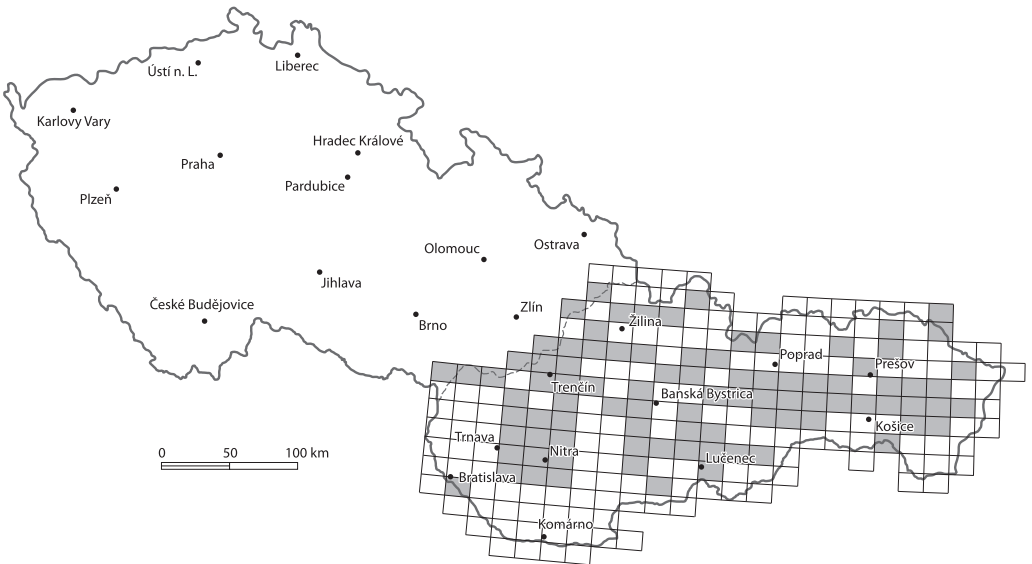 Liberec
Ústí n. L.
Karlovy Vary
Hradec Králové
Praha
Pardubice
Plzeň
Ostrava
Olomouc
Jihlava
České Budějovice
Zlín
Brno
Žilina
Poprad
Prešov
Trenčín
Banská Bystrica
Košice
Trnava
Nitra
Lučenec
0 50 100 km
Bratislava
Komárno